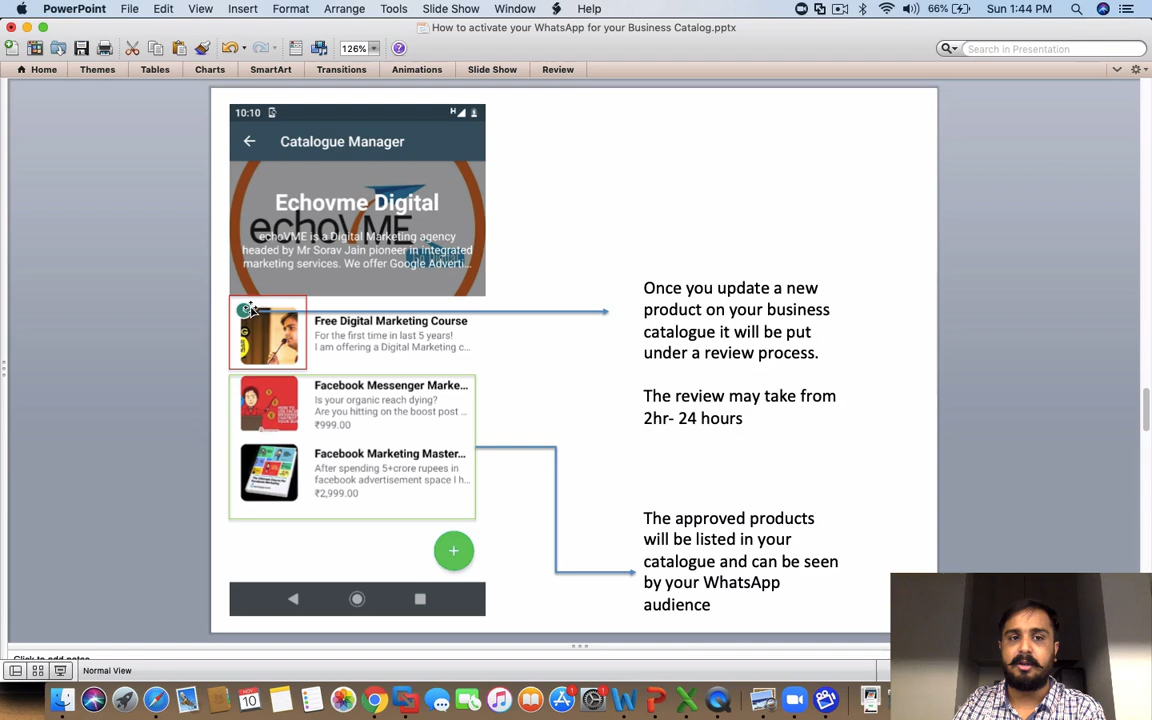 PowerPoint File Edit View Insert Format Arrange Tools Slide Show Window Help 66% Sun 1:44 PM
How to activate your WhatsApp for your Business Catalog.pptx
126% Search in Presentation
Home Themes Tables Charts SmartArt Transitions Animations Slide Show Review
10:10 H
Catalogue Manager
Echovme Digital
echoVME
echoVME is a Digital Marketing agency
headed by Mr Sorav Jain pioneer in integrated
marketing services. We offer Google Adverti...
Free Digital Marketing Course
For the first time in last 5 years!
I am offering a Digital Marketing c...
Facebook Messenger Marke...
Is your organic reach dying?
Are you hitting on the boost post ...
₹999.00
Facebook Marketing Master...
After spending 5+crore rupees in
facebook advertisement space I h...
₹2,999.00
+
Once you update a new
product on your business
catalogue it will be put
under a review process.
The review may take from
2hr- 24 hours
The approved products
will be listed in your
catalogue and can be seen
by your WhatsApp
audience
Click to add notes
Normal View
NOV
10